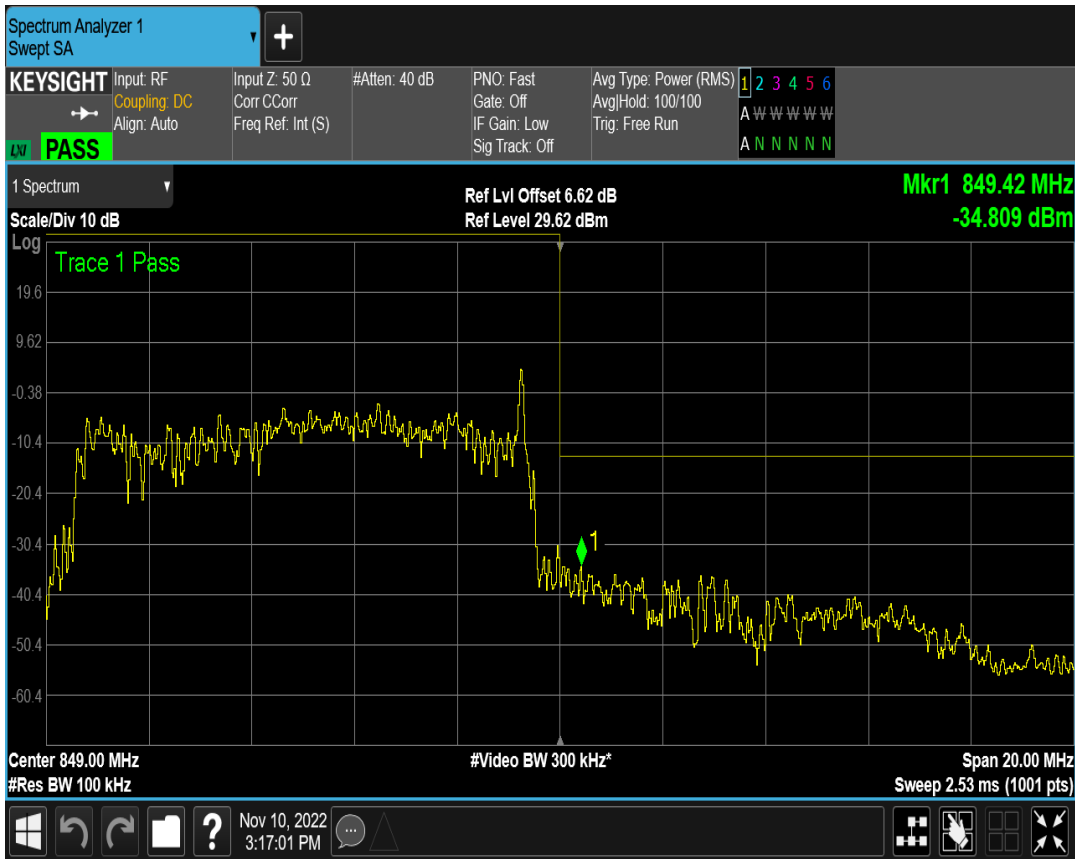 Spectrum Analyzer 1
Swept SA
KEYSIGHT
LXI PASS
Input: RF
Coupling: DC
Align: Auto
Input Z: 50 Ω
Corr CCorr
Freq Ref: Int (S)
#Atten: 40 dB
PNO: Fast
Gate: Off
IF Gain: Low
Sig Track: Off
Avg Type: Power (RMS)
Avg|Hold: 100/100
Trig: Free Run
1 2 3 4 5 6
A W W W W W
A N N N N N
1 Spectrum
Scale/Div 10 dB
Ref Lvl Offset 6.62 dB
Ref Level 29.62 dBm
Mkr1 849.42 MHz
-34.809 dBm
Log
Trace 1 Pass
19.6
9.62
-0.38
-10.4
-20.4
-30.4
1
-40.4
-50.4
-60.4
Center 849.00 MHz
#Res BW 100 kHz
#Video BW 300 kHz*
Span 20.00 MHz
Sweep 2.53 ms (1001 pts)
?
Nov 10, 2022
3:17:01 PM